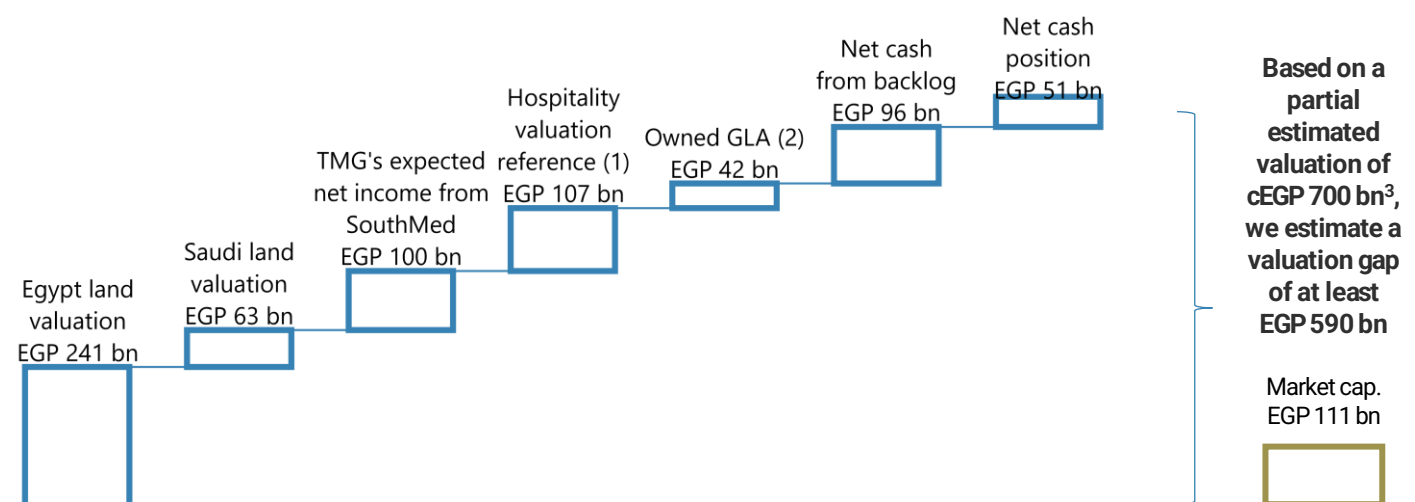 Egypt land
valuation
EGP 241 bn
Saudi land
valuation
EGP 63 bn
TMG's expected
net income from
SouthMed
EGP 100 bn
Hospitality
valuation
reference (1)
EGP 107 bn
Owned GLA (2)
EGP 42 bn
Net cash
from backlog
EGP 96 bn
Net cash
position
EGP 51 bn
Based on a
partial
estimated
valuation of
cEGP 700 bn³,
we estimate a
valuation gap
of at least
EGP 590 bn
Market cap.
EGP 111 bn